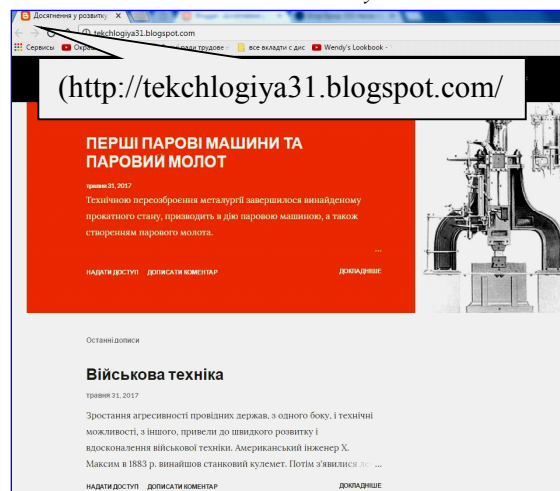 Досягнення у розвитку
tekchlogiya31.blogspot.com
Сервисы
все вкладти с дис
Wendy's Lookbook -
(http://tekchlogiya31.blogspot.com/
ПЕРШІ ПАРОВІ МАШИНИ ТА
ПАРОВИЙ МОЛОТ
травня 31, 2017
Технічною переозброєння металургії завершилося винайденому
прокатного стану, призводить в дію паровою машиною, а також
створенням парового молота.
...
НАДАТИ ДОСТУП ДОПИСАТИ КОМЕНТАР ДОКЛАДНІШЕ
Останні дописи
Військова техніка
травня 31, 2017
Зростання агресивності провідних держав, з одного боку, і технічні
можливості, з іншого, привели до швидкого розвитку і
вдосконалення військової техніки. Американський інженер Х.
Максим в 1883 р. винайшов станковий кулемет. Потім з'явилися ...
НАДАТИ ДОСТУП ДОПИСАТИ КОМЕНТАР ДОКЛАДНІШЕ